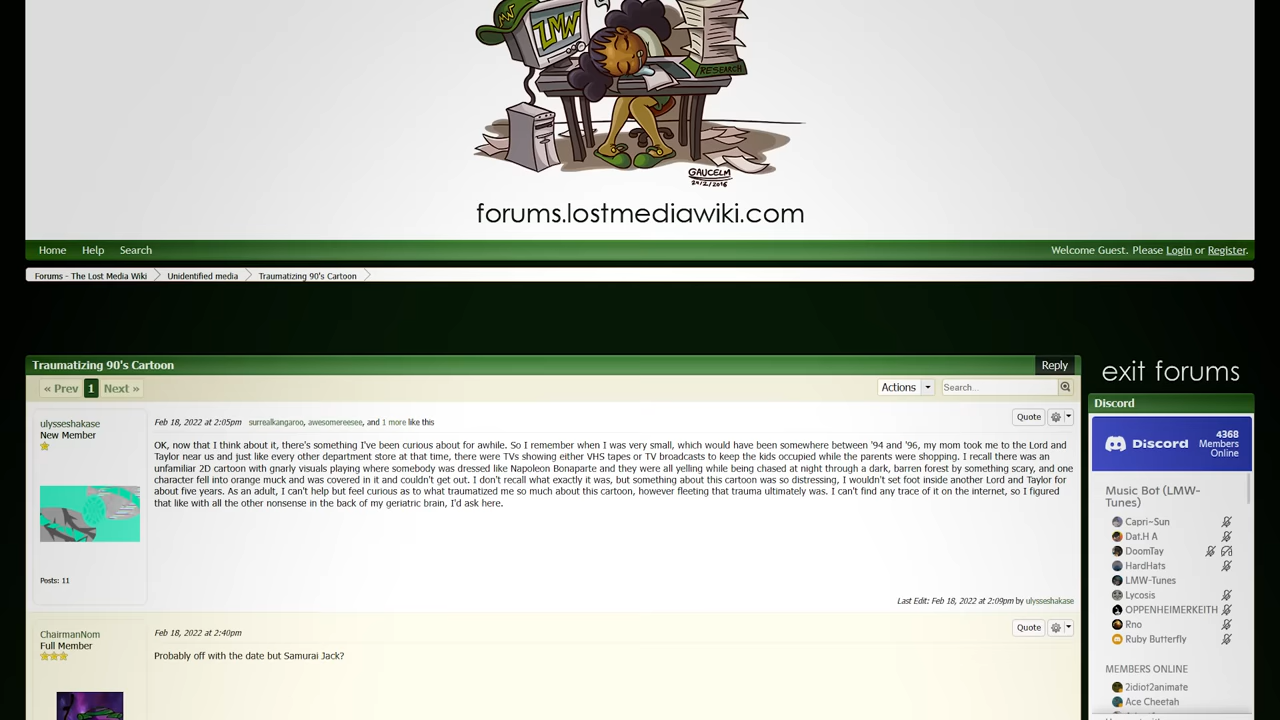 MW
LMW
RESEARCH
GAUCELM
20/2/2016
forums.lostmediawiki.com
Home Help Search Welcome Guest. Please Login or Register.
Forums - The Lost Media Wiki Unidentified media Traumatizing 90's Cartoon
Traumatizing 90's Cartoon Reply
« Prev 1 Next » Actions Search...
exit forums
Discord
ulysseshakase
New Member
Feb 18, 2022 at 2:05pm surrealkangaroo, awesomereesee, and 1 more like this Quote
OK, now that I think about it, there's something I've been curious about for awhile. So I remember when I was very small, which would have been somewhere between '94 and '96, my mom took me to the Lord and
Taylor near us and just like every other department store at that time, there were TVs showing either VHS tapes or TV broadcasts to keep the kids occupied while the parents were shopping. I recall there was an
unfamiliar 2D cartoon with gnarly visuals playing where somebody was dressed like Napoleon Bonaparte and they were all yelling while being chased at night through a dark, barren forest by something scary, and one
character fell into orange muck and was covered in it and couldn't get out. I don't recall what exactly it was, but something about this cartoon was so distressing, I wouldn't set foot inside another Lord and Taylor for
about five years. As an adult, I can't help but feel curious as to what traumatized me so much about this cartoon, however fleeting that trauma ultimately was. I can't find any trace of it on the internet, so I figured
that like with all the other nonsense in the back of my geriatric brain, I'd ask here.
Posts: 11
Last Edit: Feb 18, 2022 at 2:09pm by ulysseshakase
ChairmanNom
Full Member
Feb 18, 2022 at 2:40pm Quote
Probably off with the date but Samurai Jack?
Discord 4368
Members
Online
Music Bot (LMW-
Tunes)
Capri~Sun
Dat.H A
DoomTay
HardHats
LMW-Tunes
Lycosis
OPPENHEIMERKEITH
Rno
Ruby Butterfly
MEMBERS ONLINE
2idiot2animate
Ace Cheetah